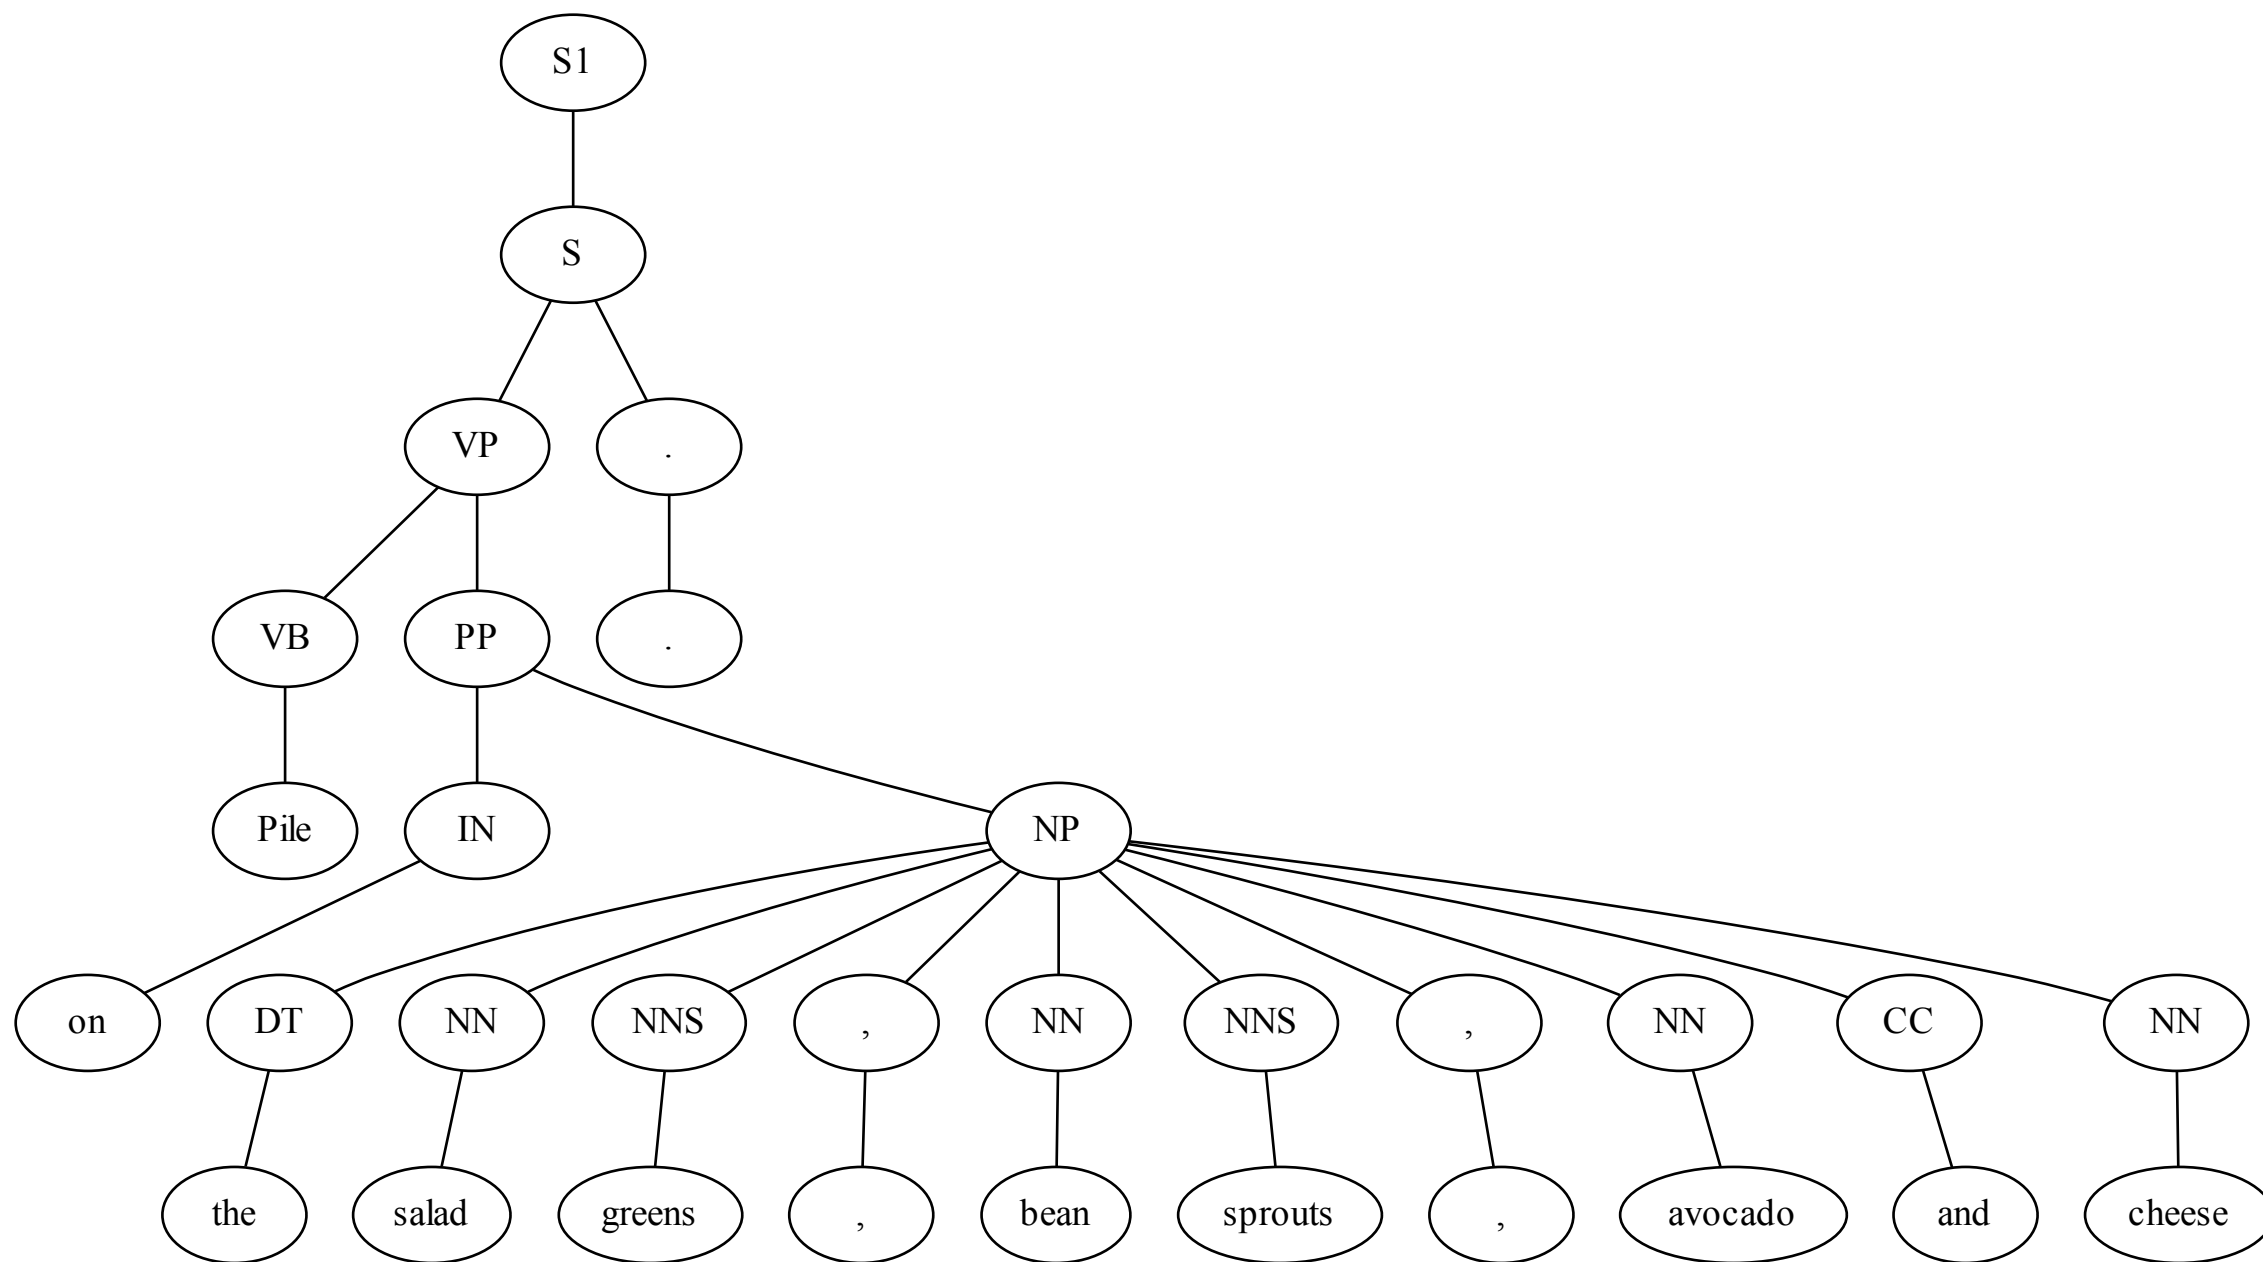 S1
S
VP .
VB PP .
Pile IN NP
on DT NN NNS , NN NNS , NN CC NN
the salad greens , bean sprouts , avocado and cheese